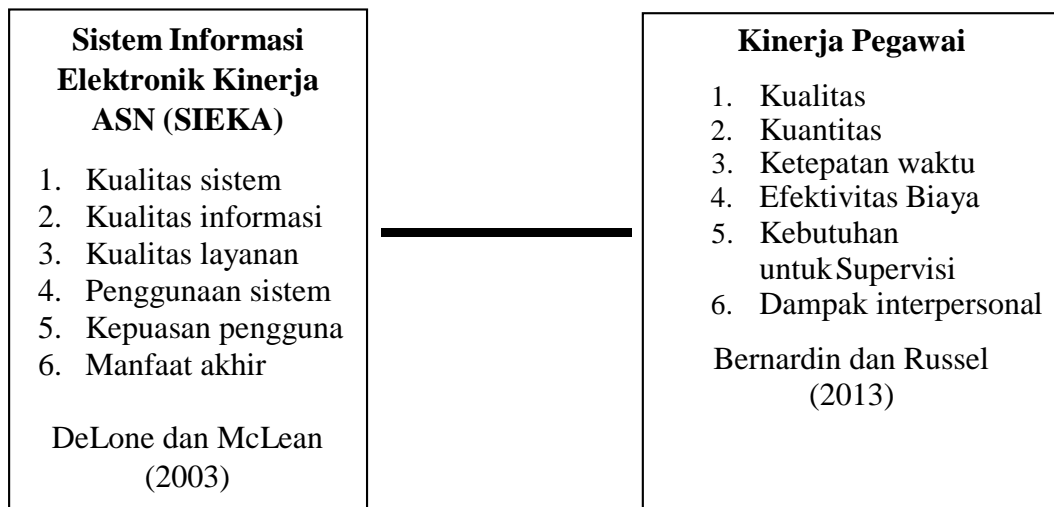 Sistem Informasi
Elektronik Kinerja
ASN (SIEKA)
1. Kualitas sistem
2. Kualitas informasi
3. Kualitas layanan
4. Penggunaan sistem
5. Kepuasan pengguna
6. Manfaat akhir
DeLone dan McLean
(2003)
Kinerja Pegawai
1. Kualitas
2. Kuantitas
3. Ketepatan waktu
4. Efektivitas Biaya
5. Kebutuhan
untukSupervisi
6. Dampak interpersonal
Bernardin dan Russel
(2013)